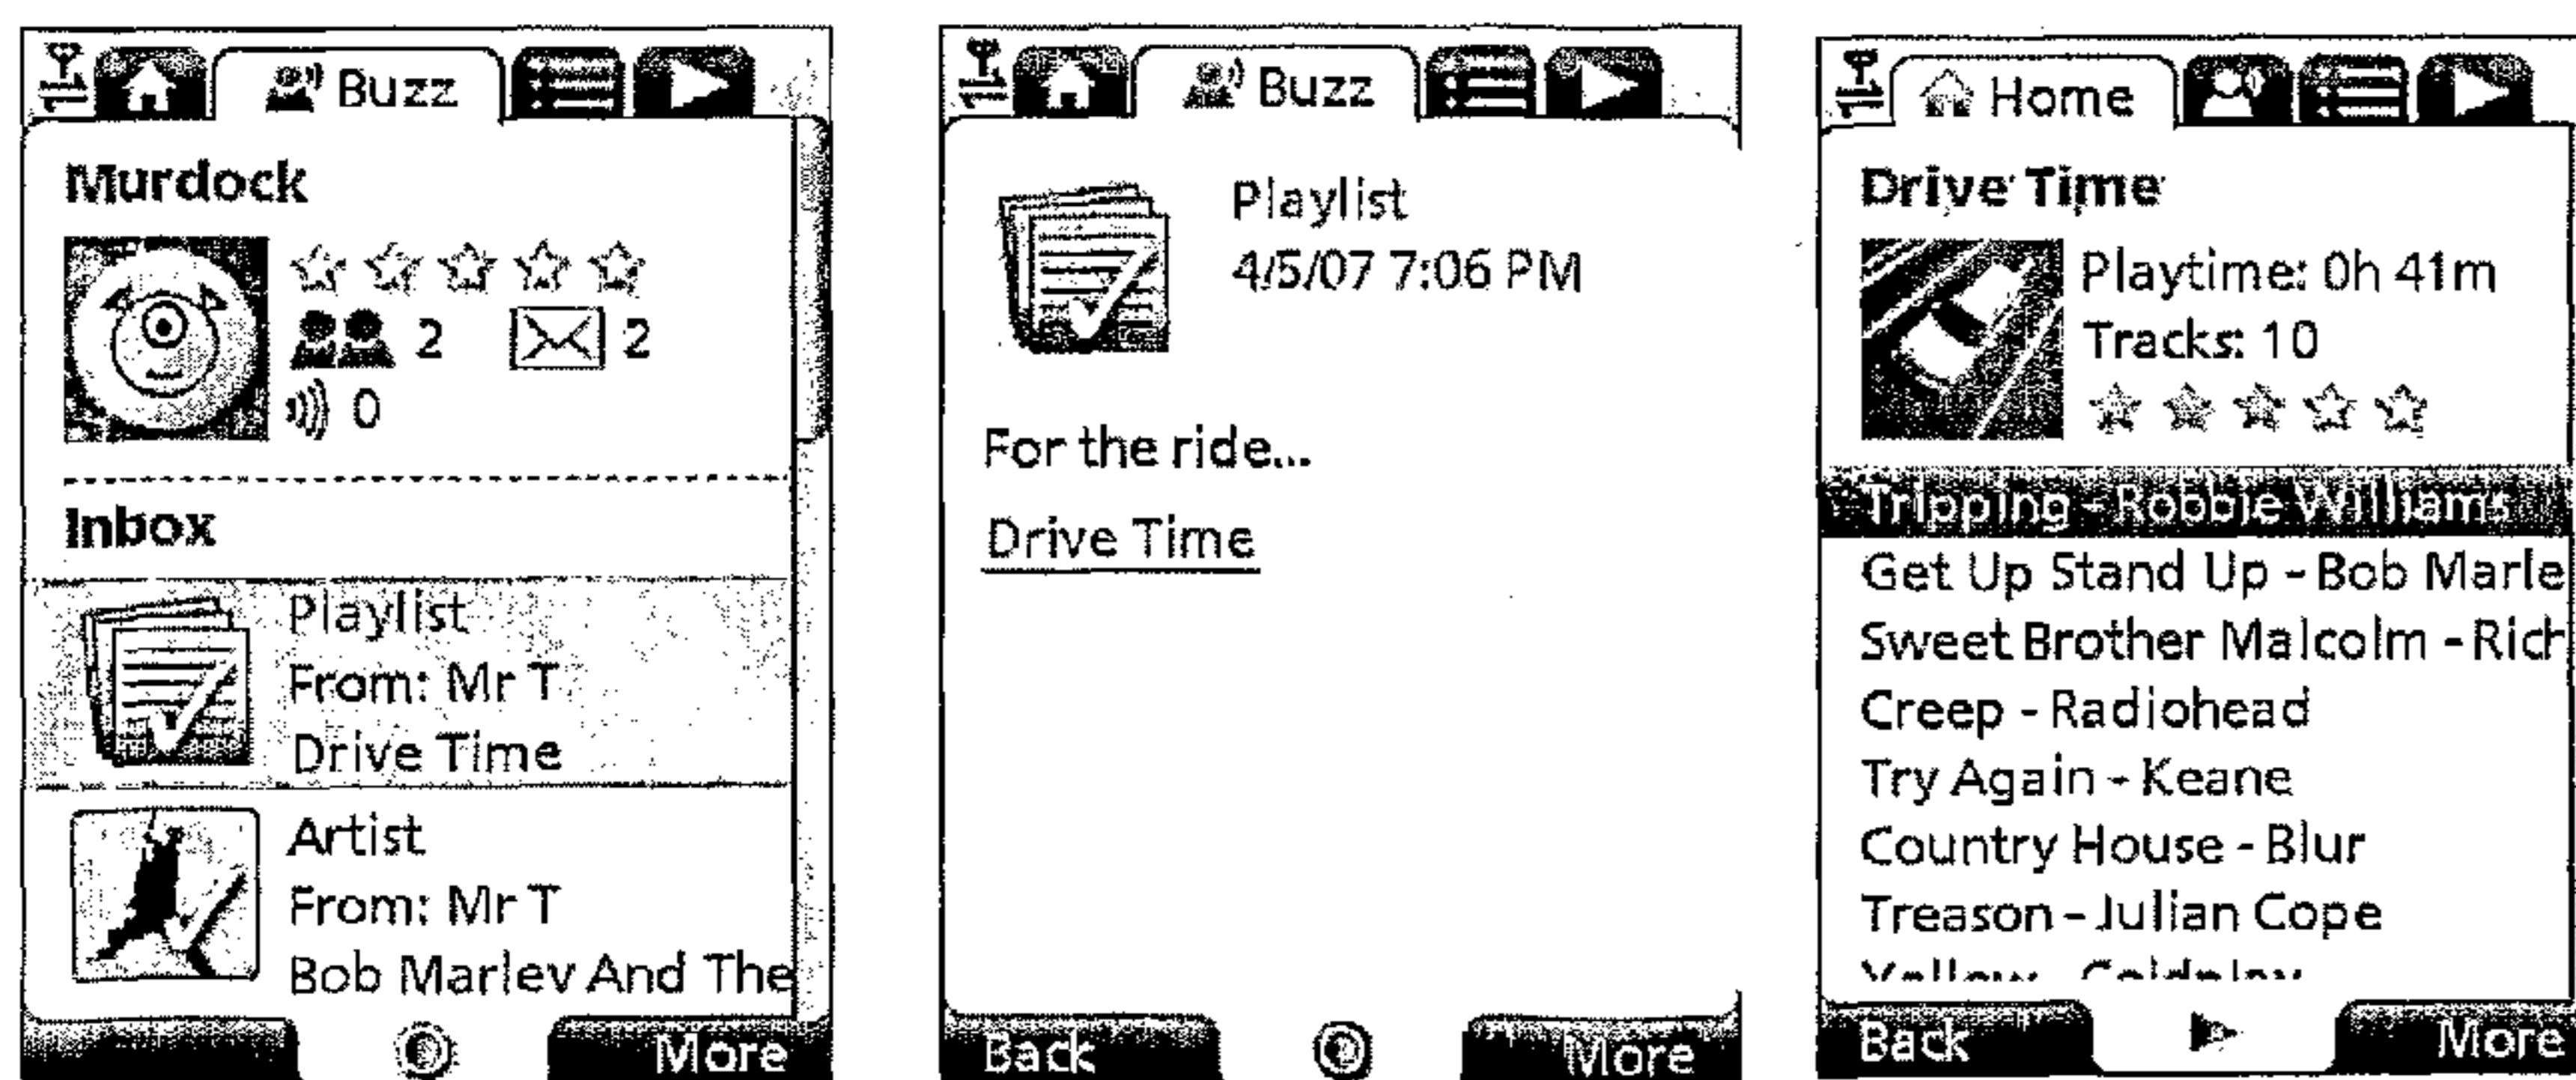 Buzz
Murdock
2 2
0
Inbox
Playlist
From: Mr T
Drive Time
Artist
From: Mr T
Bob Marley And The
More
Buzz
Playlist
4/5/07 7:06 PM
For the ride...
Drive Time
Back More
Home
Drive Time
Playtime: 0h 41m
Tracks: 10
Tripping - Robbie Williams
Get Up Stand Up - Bob Marle
Sweet Brother Malcolm - Rich
Creep - Radiohead
Try Again - Keane
Country House - Blur
Treason - Julian Cope
Yellow - Coldplay
Back More